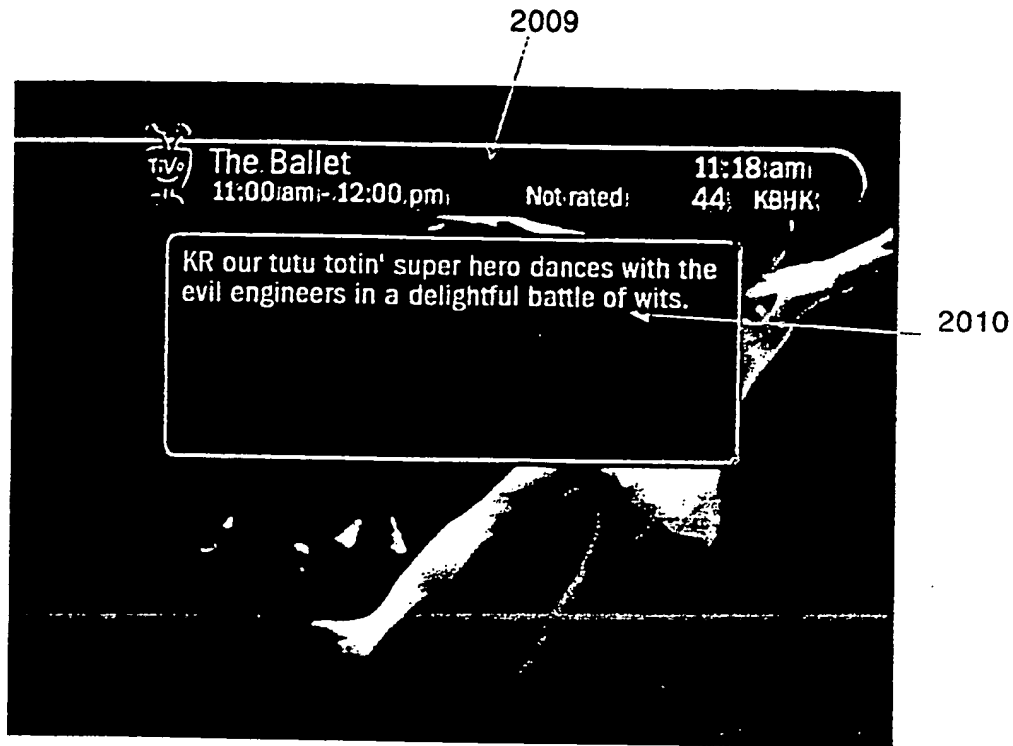 2009
TiVo The Ballet 11:18 am
11:00 am - 12:00 pm Not rated 44 KBHK
KR our tutu totin' super hero dances with the
evil engineers in a delightful battle of wits.
2010